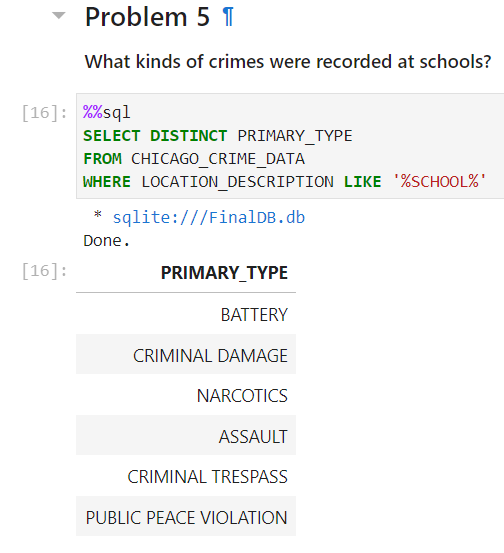 Problem 5 ¶
What kinds of crimes were recorded at schools?
[16]: %%sql
SELECT DISTINCT PRIMARY_TYPE
FROM CHICAGO_CRIME_DATA
WHERE LOCATION_DESCRIPTION LIKE '%SCHOOL%'
* sqlite:///FinalDB.db
Done.
[16]: PRIMARY_TYPE
BATTERY
CRIMINAL DAMAGE
NARCOTICS
ASSAULT
CRIMINAL TRESPASS
PUBLIC PEACE VIOLATION